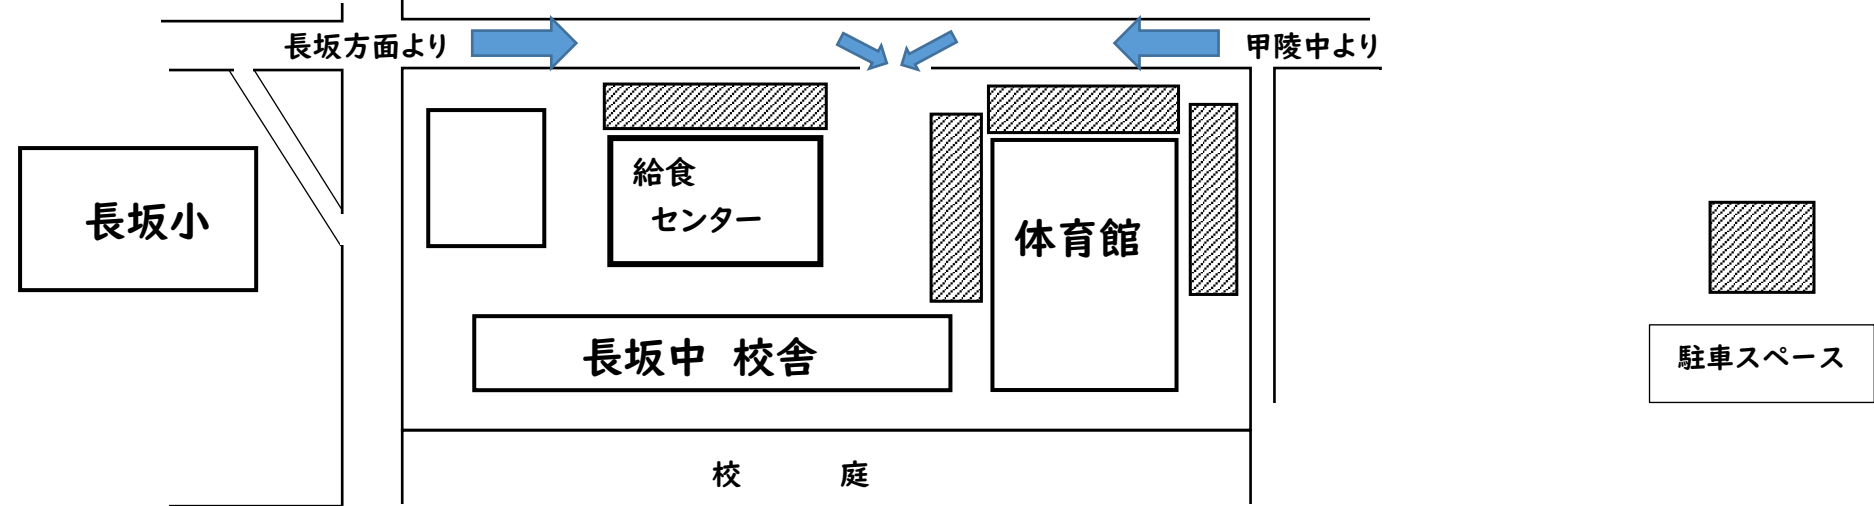 長坂方面より
甲陵中より
給食
センター
長坂小
体育館
長坂中 校舎
駐車スペース
校 庭